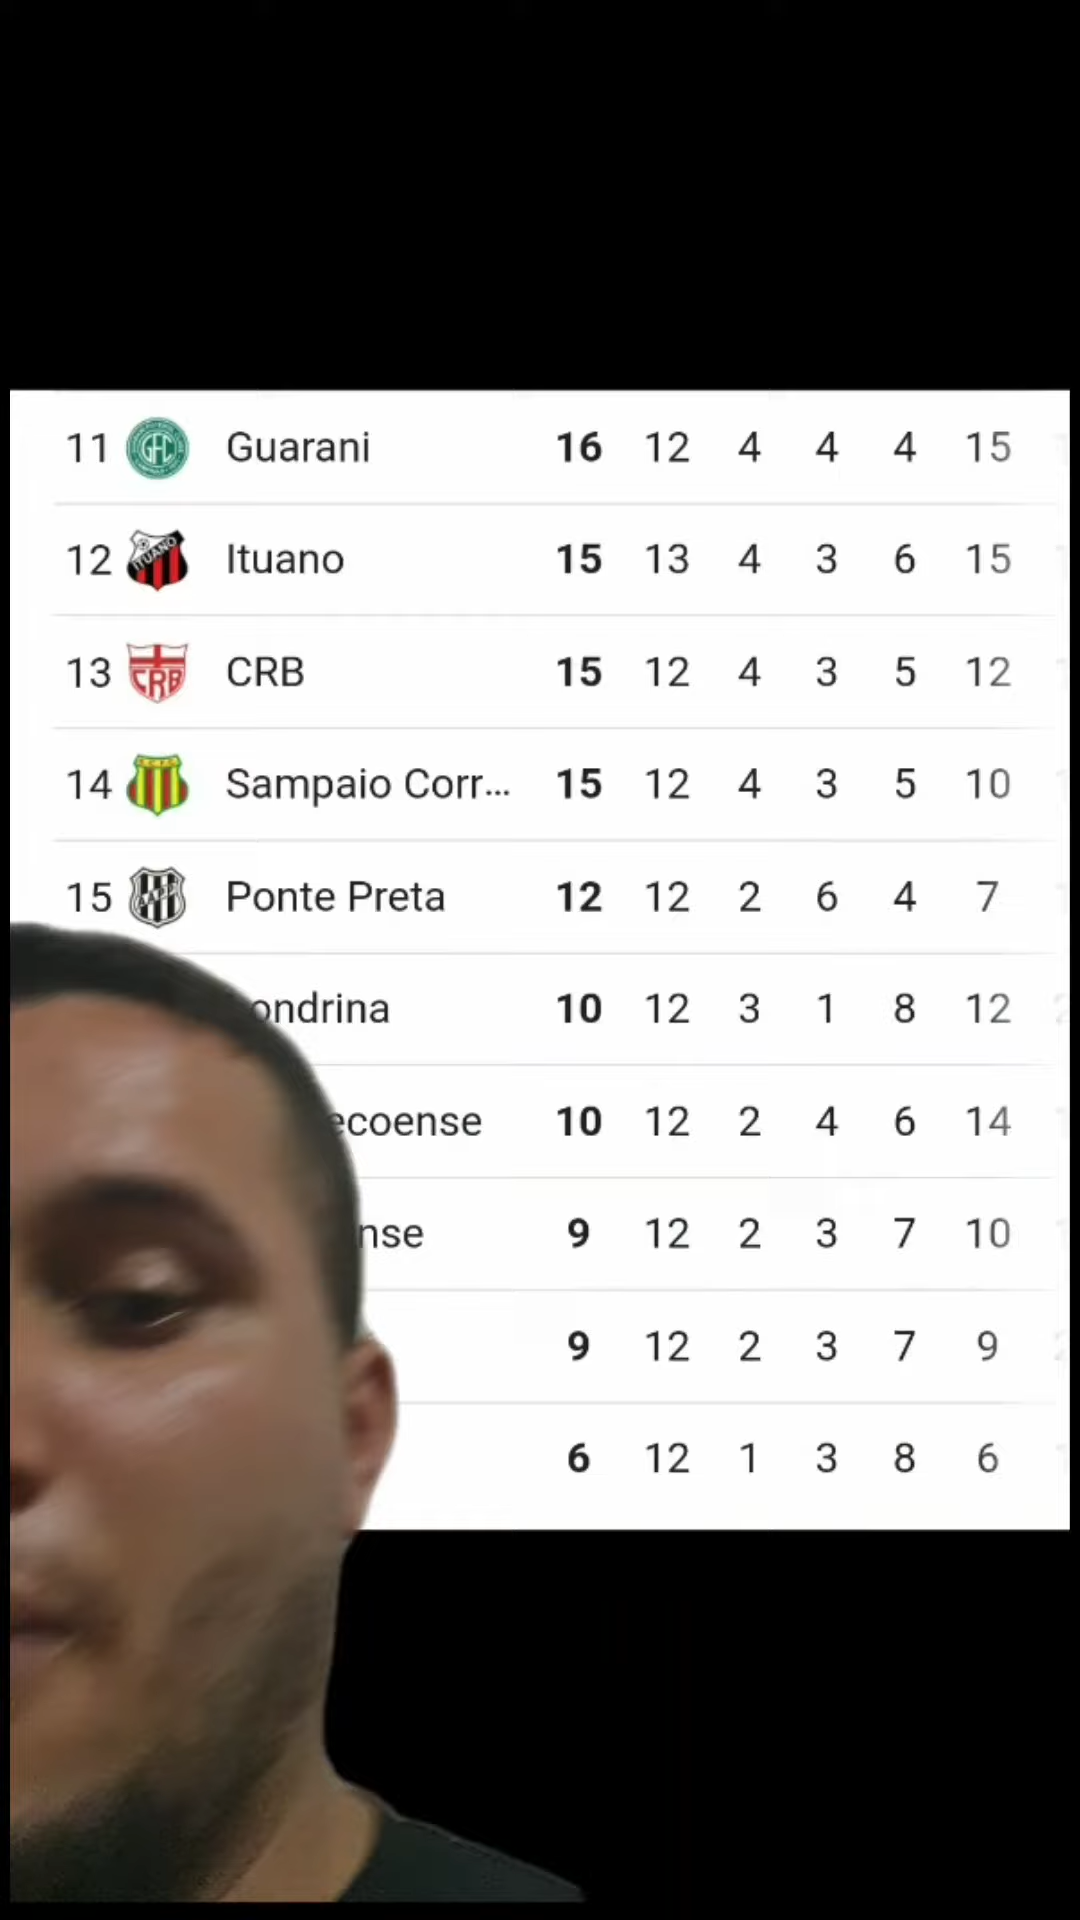 11 GFC Guarani 16 12 4 4 4 15
12 ITUANO Ituano 15 13 4 3 6 15
13 CRB CRB 15 12 4 3 5 12
14 Sampaio Corr... 15 12 4 3 5 10
15 Ponte Preta 12 12 2 6 4 7
ondrina 10 12 3 1 8 12
ecoense 10 12 2 4 6 14
nse 9 12 2 3 7 10
9 12 2 3 7 9
6 12 1 3 8 6